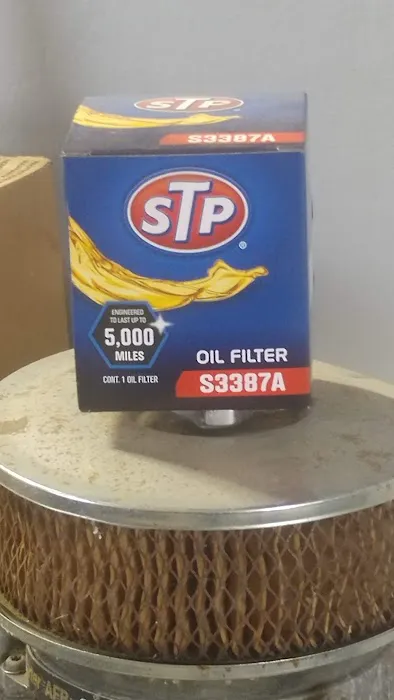 STP
S3387A
STP
®
ENGINEERED
TO LAST UP TO
5,000
MILES
CONT. 1 OIL FILTER
OIL FILTER
S3387A